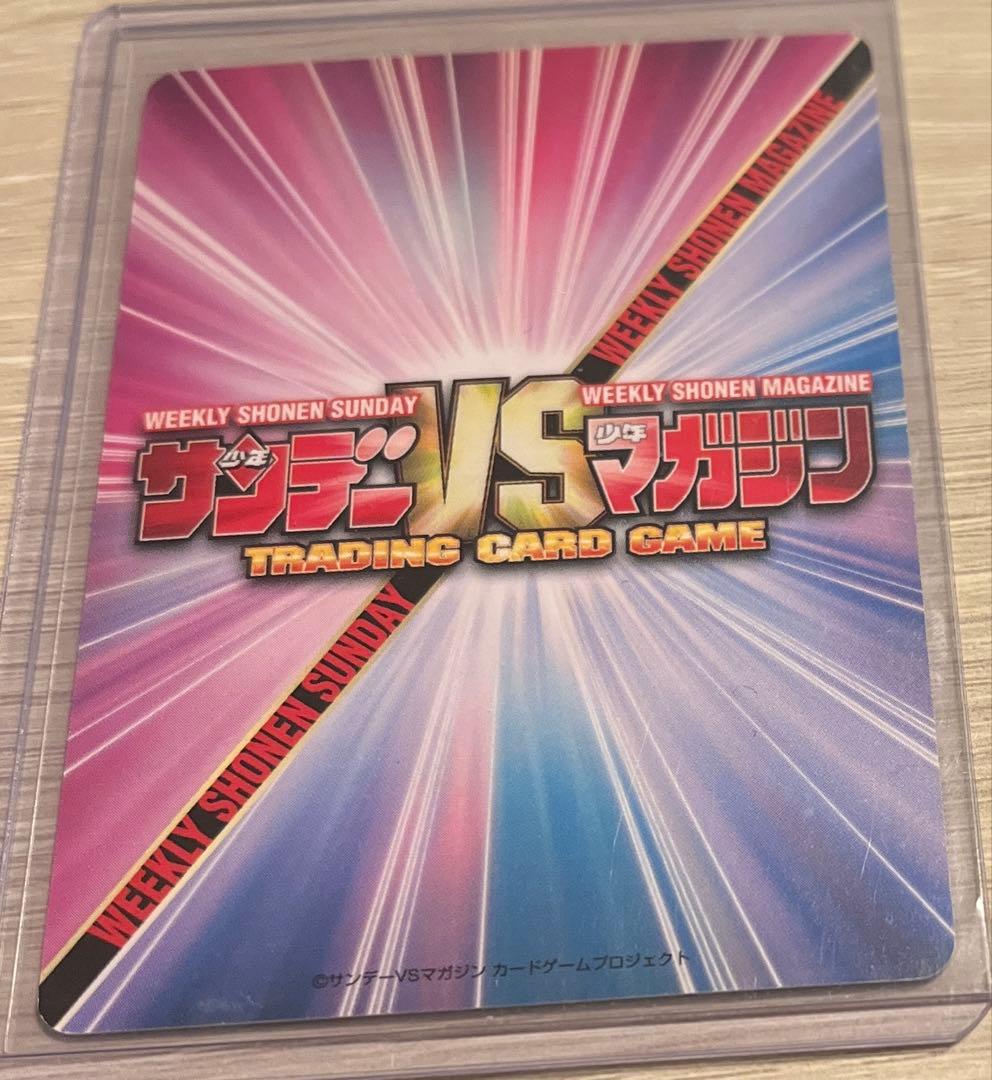 WEEKLY SHONEN MAGAZINE
WEEKLY SHONEN SUNDAY
少年サンデー
VS
WEEKLY SHONEN MAGAZINE
少年マガジン
TRADING CARD GAME
WEEKLY SHONEN SUNDAY
©サンデーVSマガジン カードゲームプロジェクト